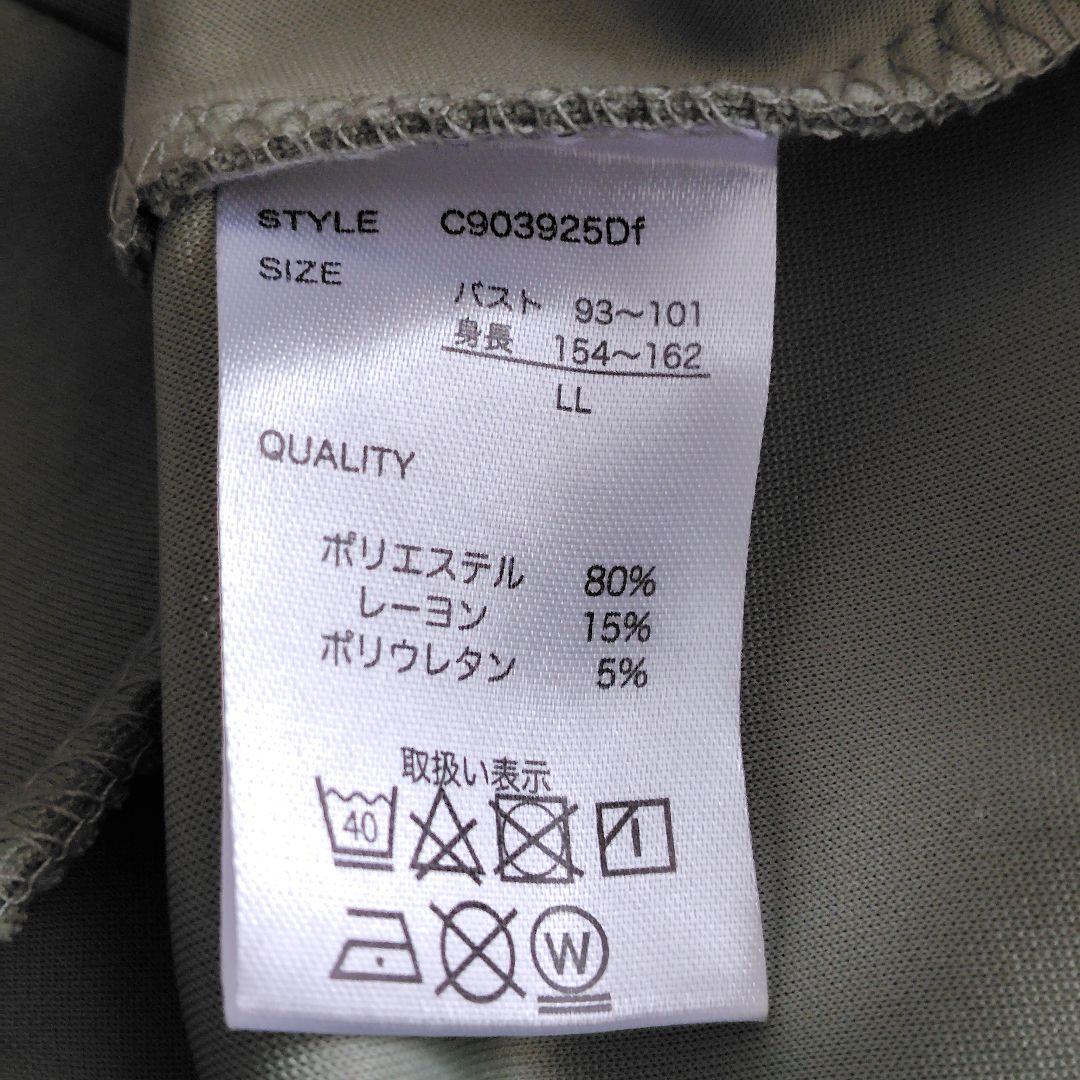 STYLE C903925Df
SIZE
バスト 93～101
身長 154～162
LL
QUALITY
ポリエステル 80%
レーヨン 15%
ポリウレタン 5%
取扱い表示
40
W